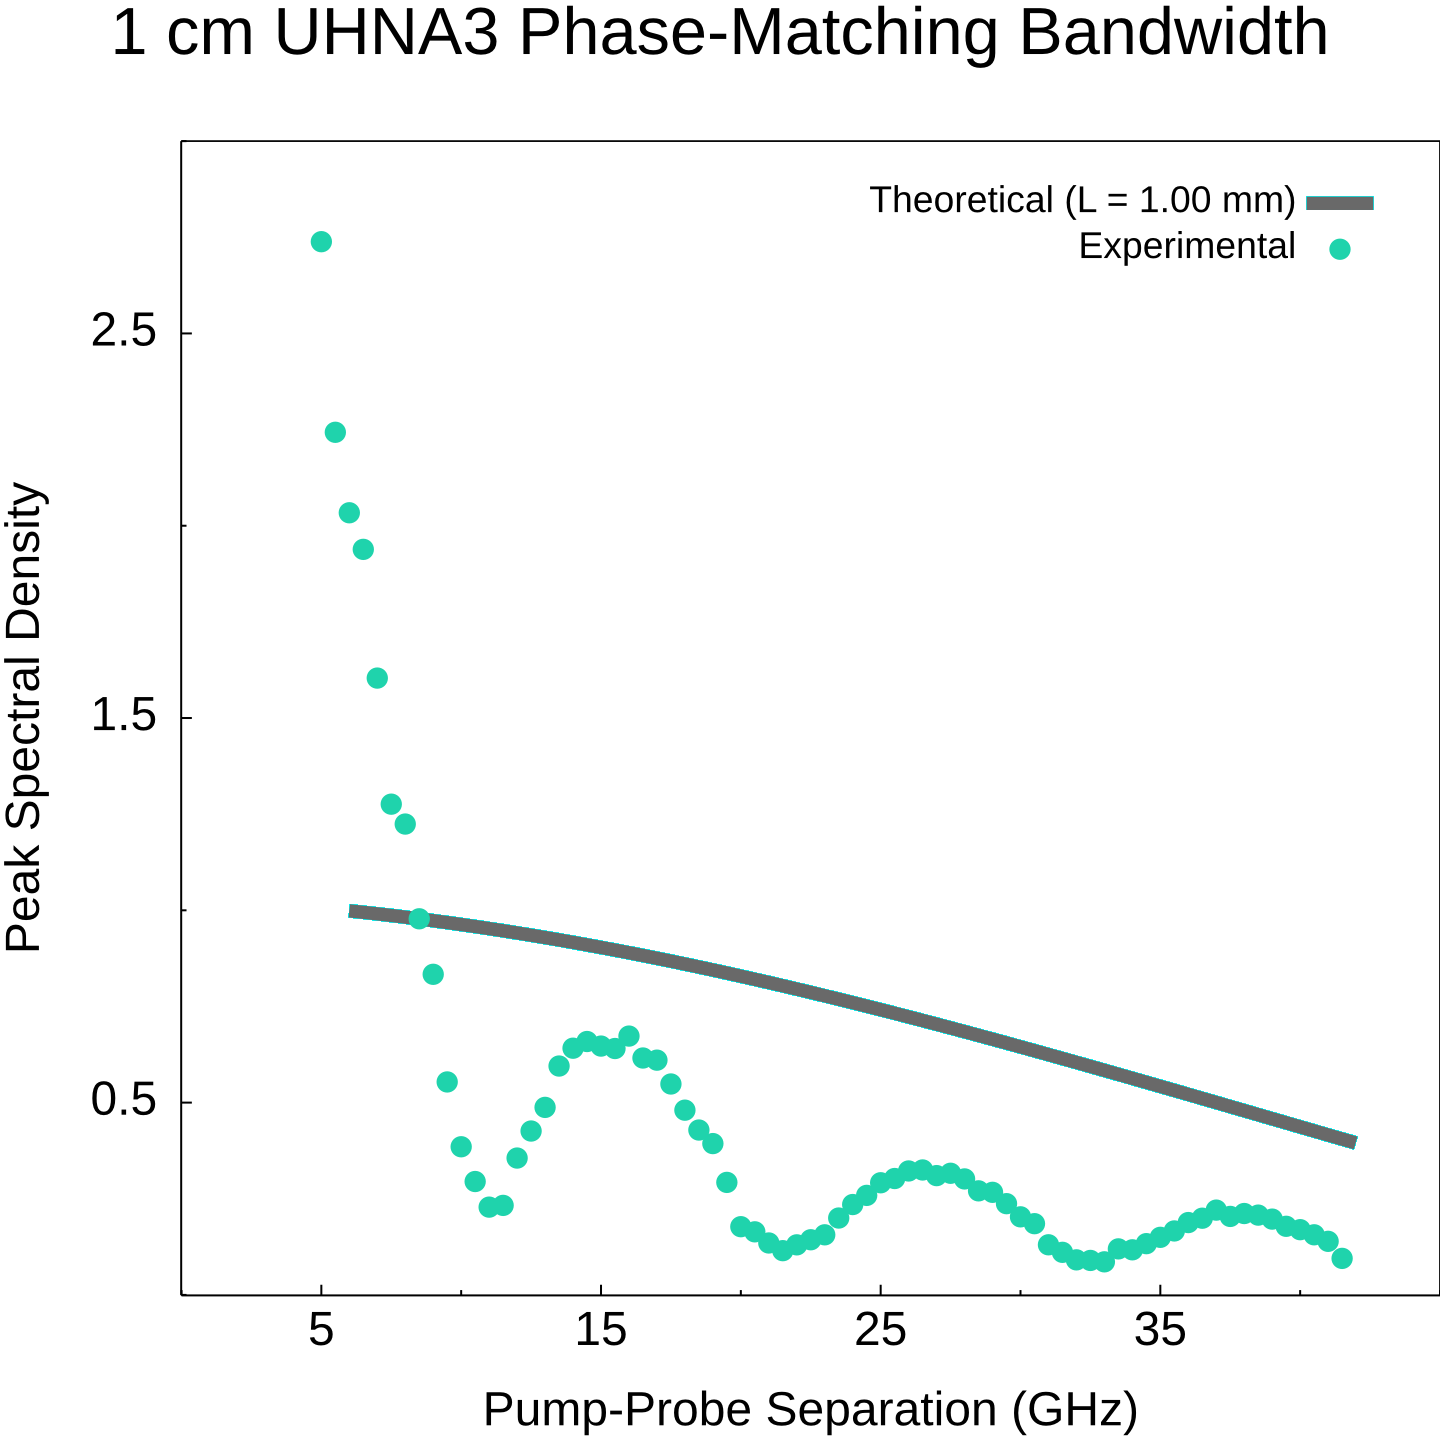 1 cm UHNA3 Phase-Matching Bandwidth
Theoretical (L = 1.00 mm)
Experimental
2.5
1.5
0.5
Peak Spectral Density
5 15 25 35
Pump-Probe Separation (GHz)